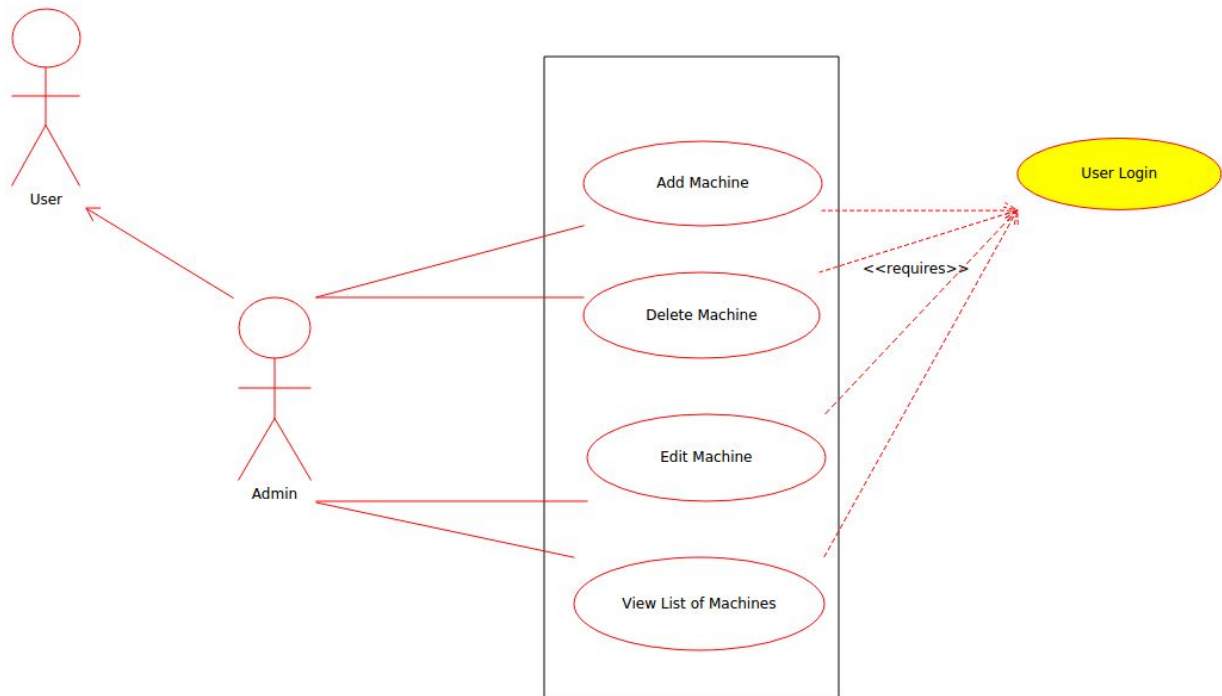 User
Admin
Add Machine
Delete Machine
Edit Machine
View List of Machines
<<requires>>
User Login